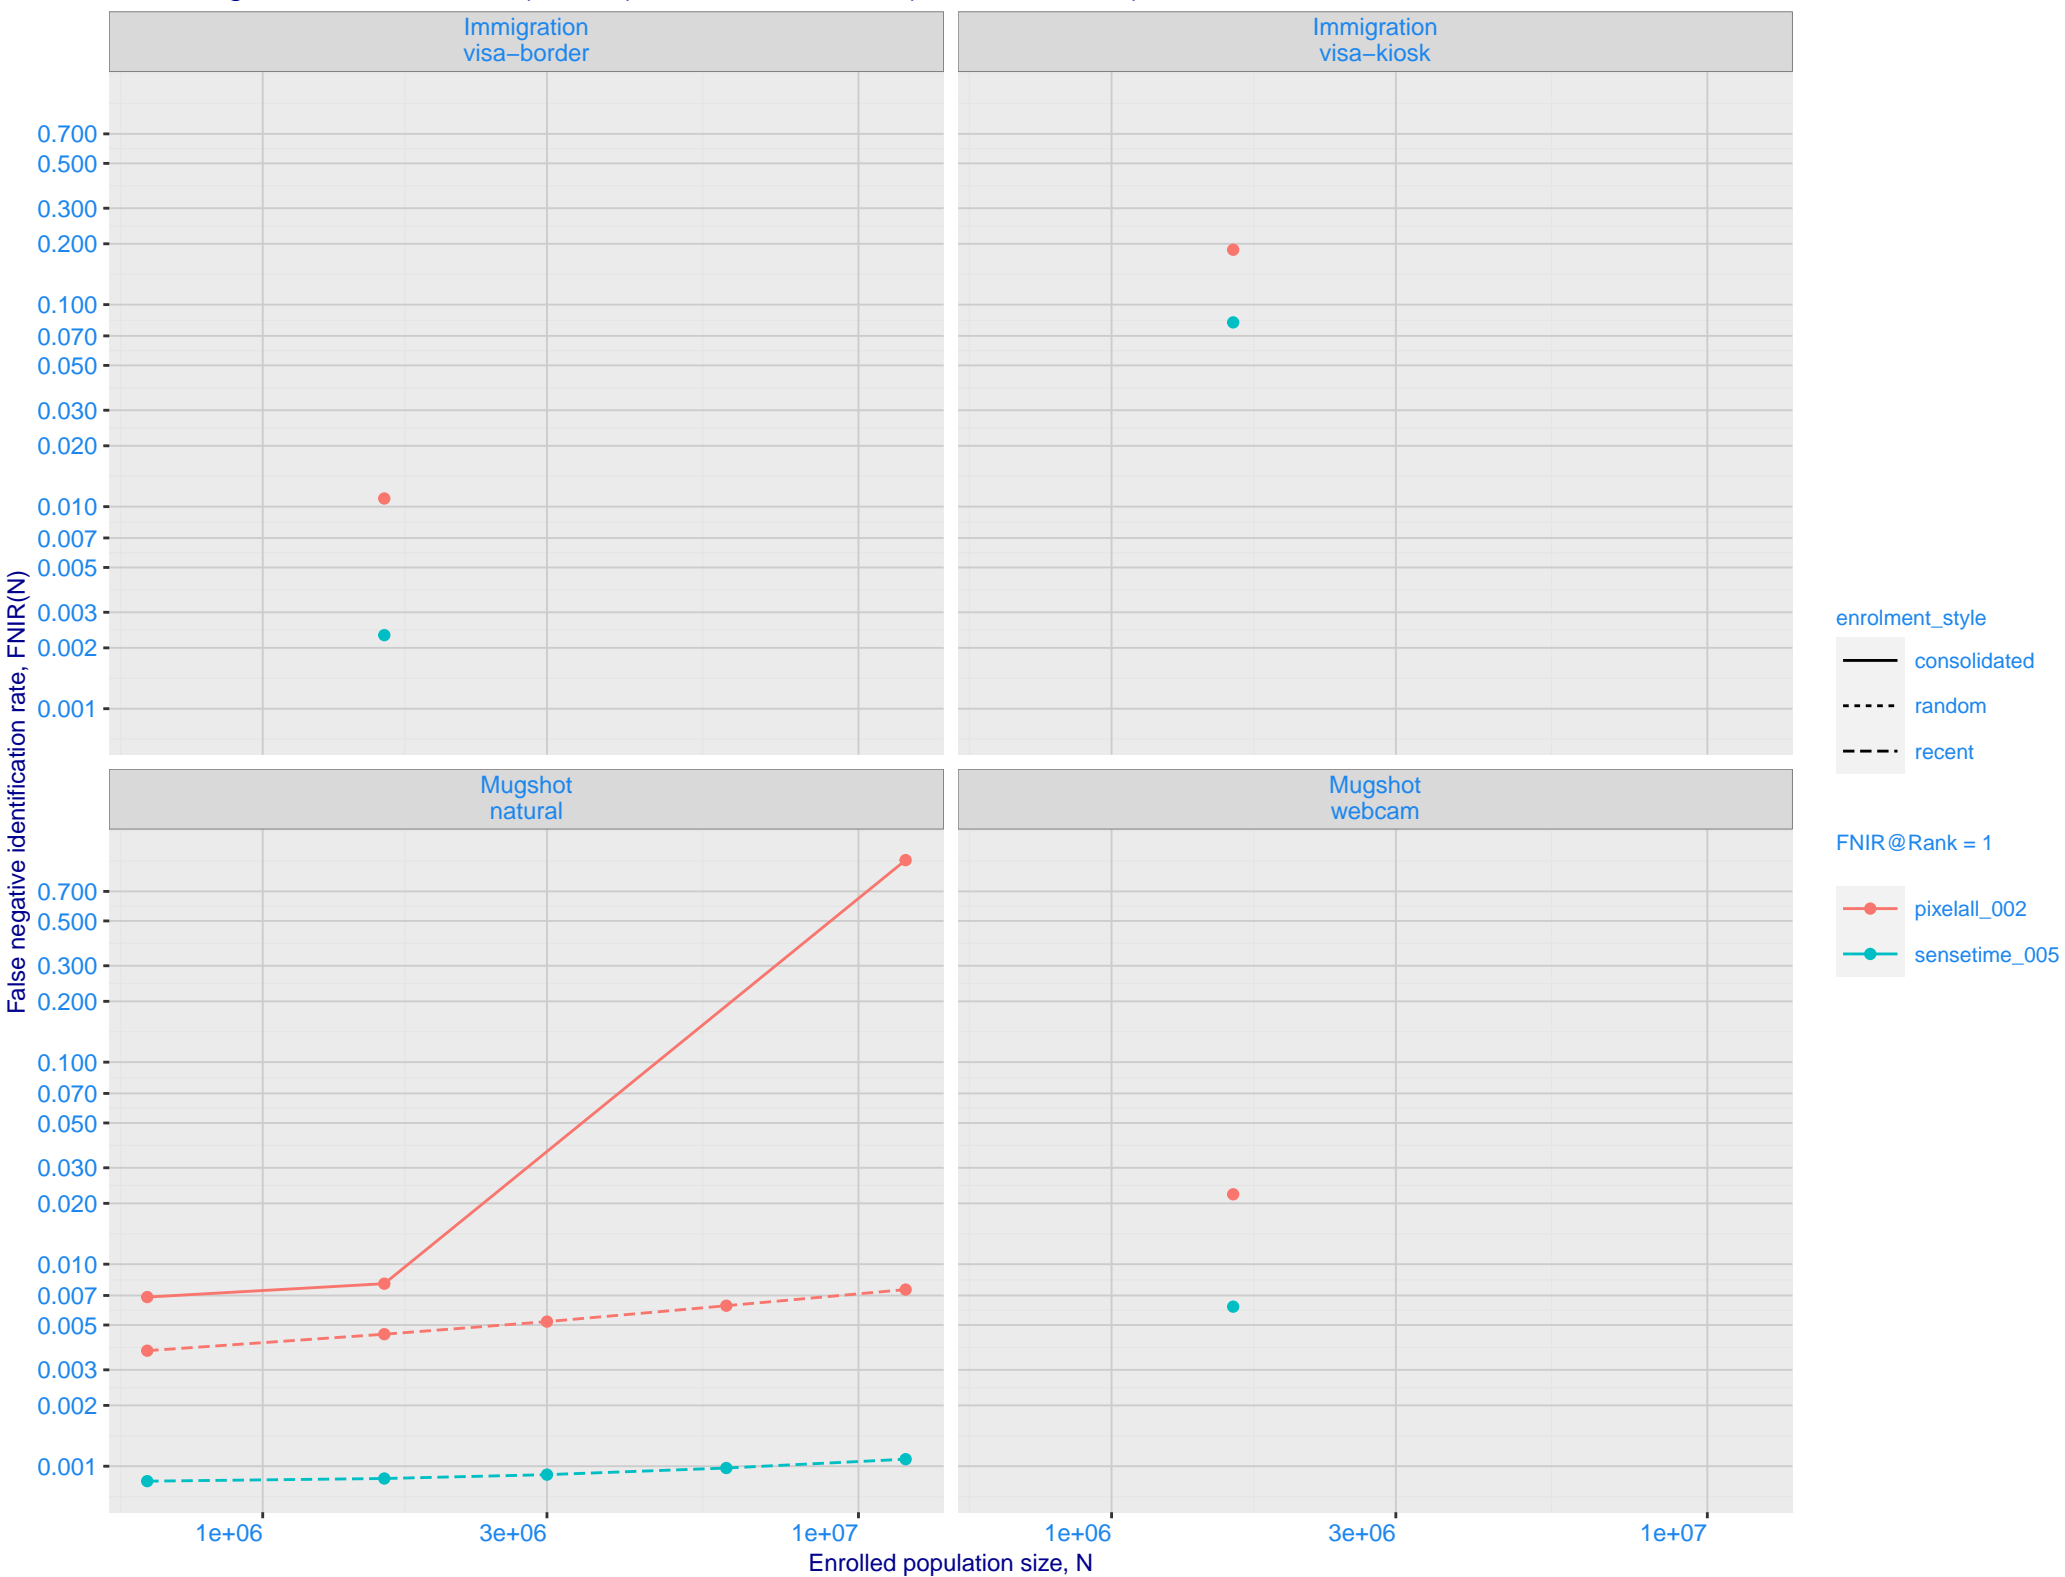 Immigration
visa−border
Immigration
visa−kiosk
0.700
0.500
0.300
0.200
0.100
0.070
0.050
0.030
0.020
0.010
0.007
0.005
0.003
0.002
0.001
False negative identification rate, FNIR(N)
Mugshot
natural
Mugshot
webcam
0.700
0.500
0.300
0.200
0.100
0.070
0.050
0.030
0.020
0.010
0.007
0.005
0.003
0.002
0.001
1e+06
3e+06
1e+07
1e+06
3e+06
1e+07
Enrolled population size, N
enrolment_style
consolidated
random
recent
FNIR@Rank = 1
pixelall_002
sensetime_005